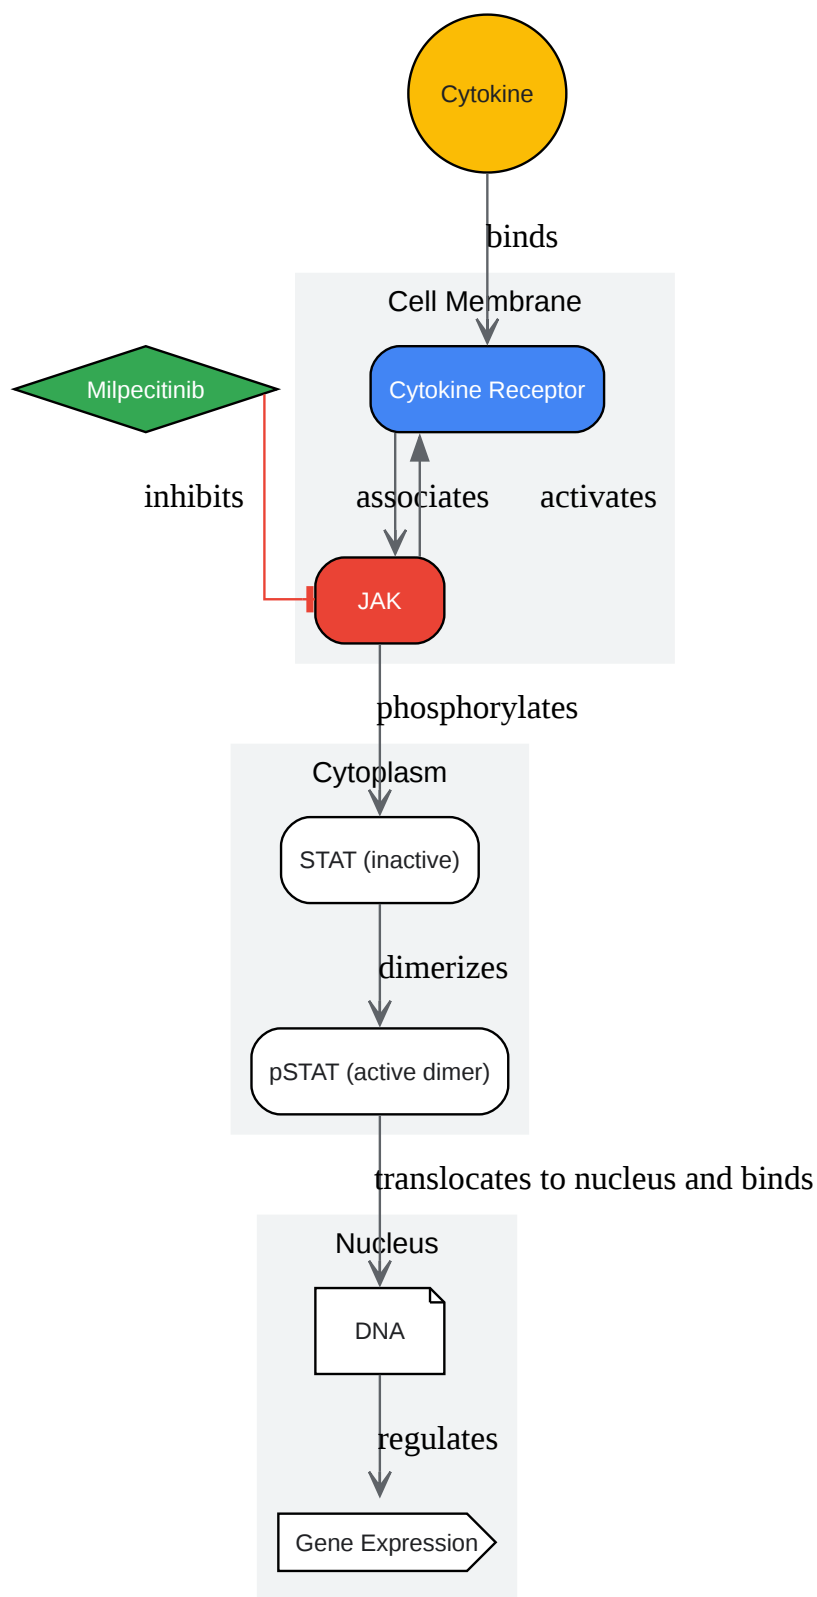 Cytokine
binds
Cell Membrane
Milpecitinib
Cytokine Receptor
inhibits
associates
activates
JAK
phosphorylates
Cytoplasm
STAT (inactive)
dimerizes
pSTAT (active dimer)
translocates to nucleus and binds
Nucleus
DNA
regulates
Gene Expression